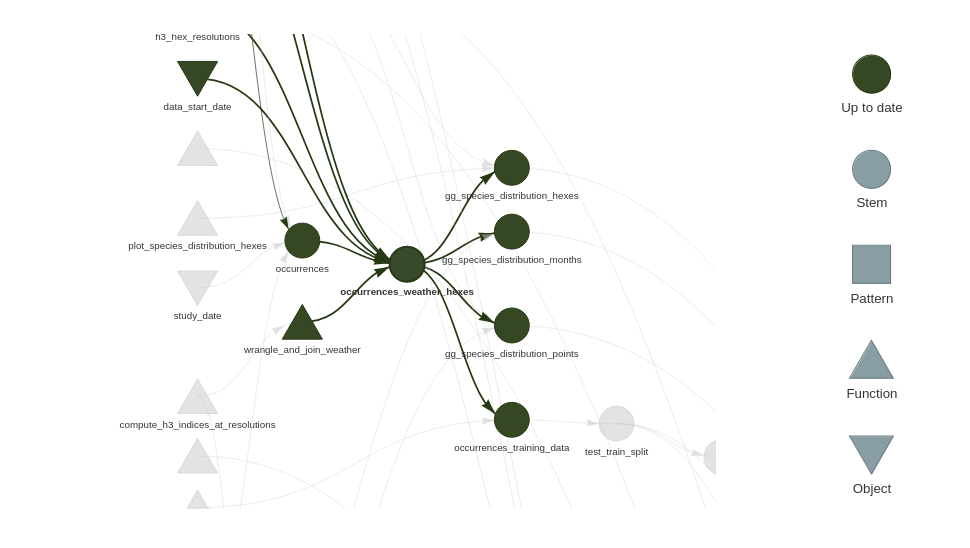 h3_hex_resolutions
data_start_date
plot_species_distribution_hexes
study_date
occurrences
wrangle_and_join_weather
compute_h3_indices_at_resolutions
occurrences_weather_hexes
gg_species_distribution_hexes
gg_species_distribution_months
gg_species_distribution_points
occurrences_training_data
test_train_split
Up to date
Stem
Pattern
Function
Object